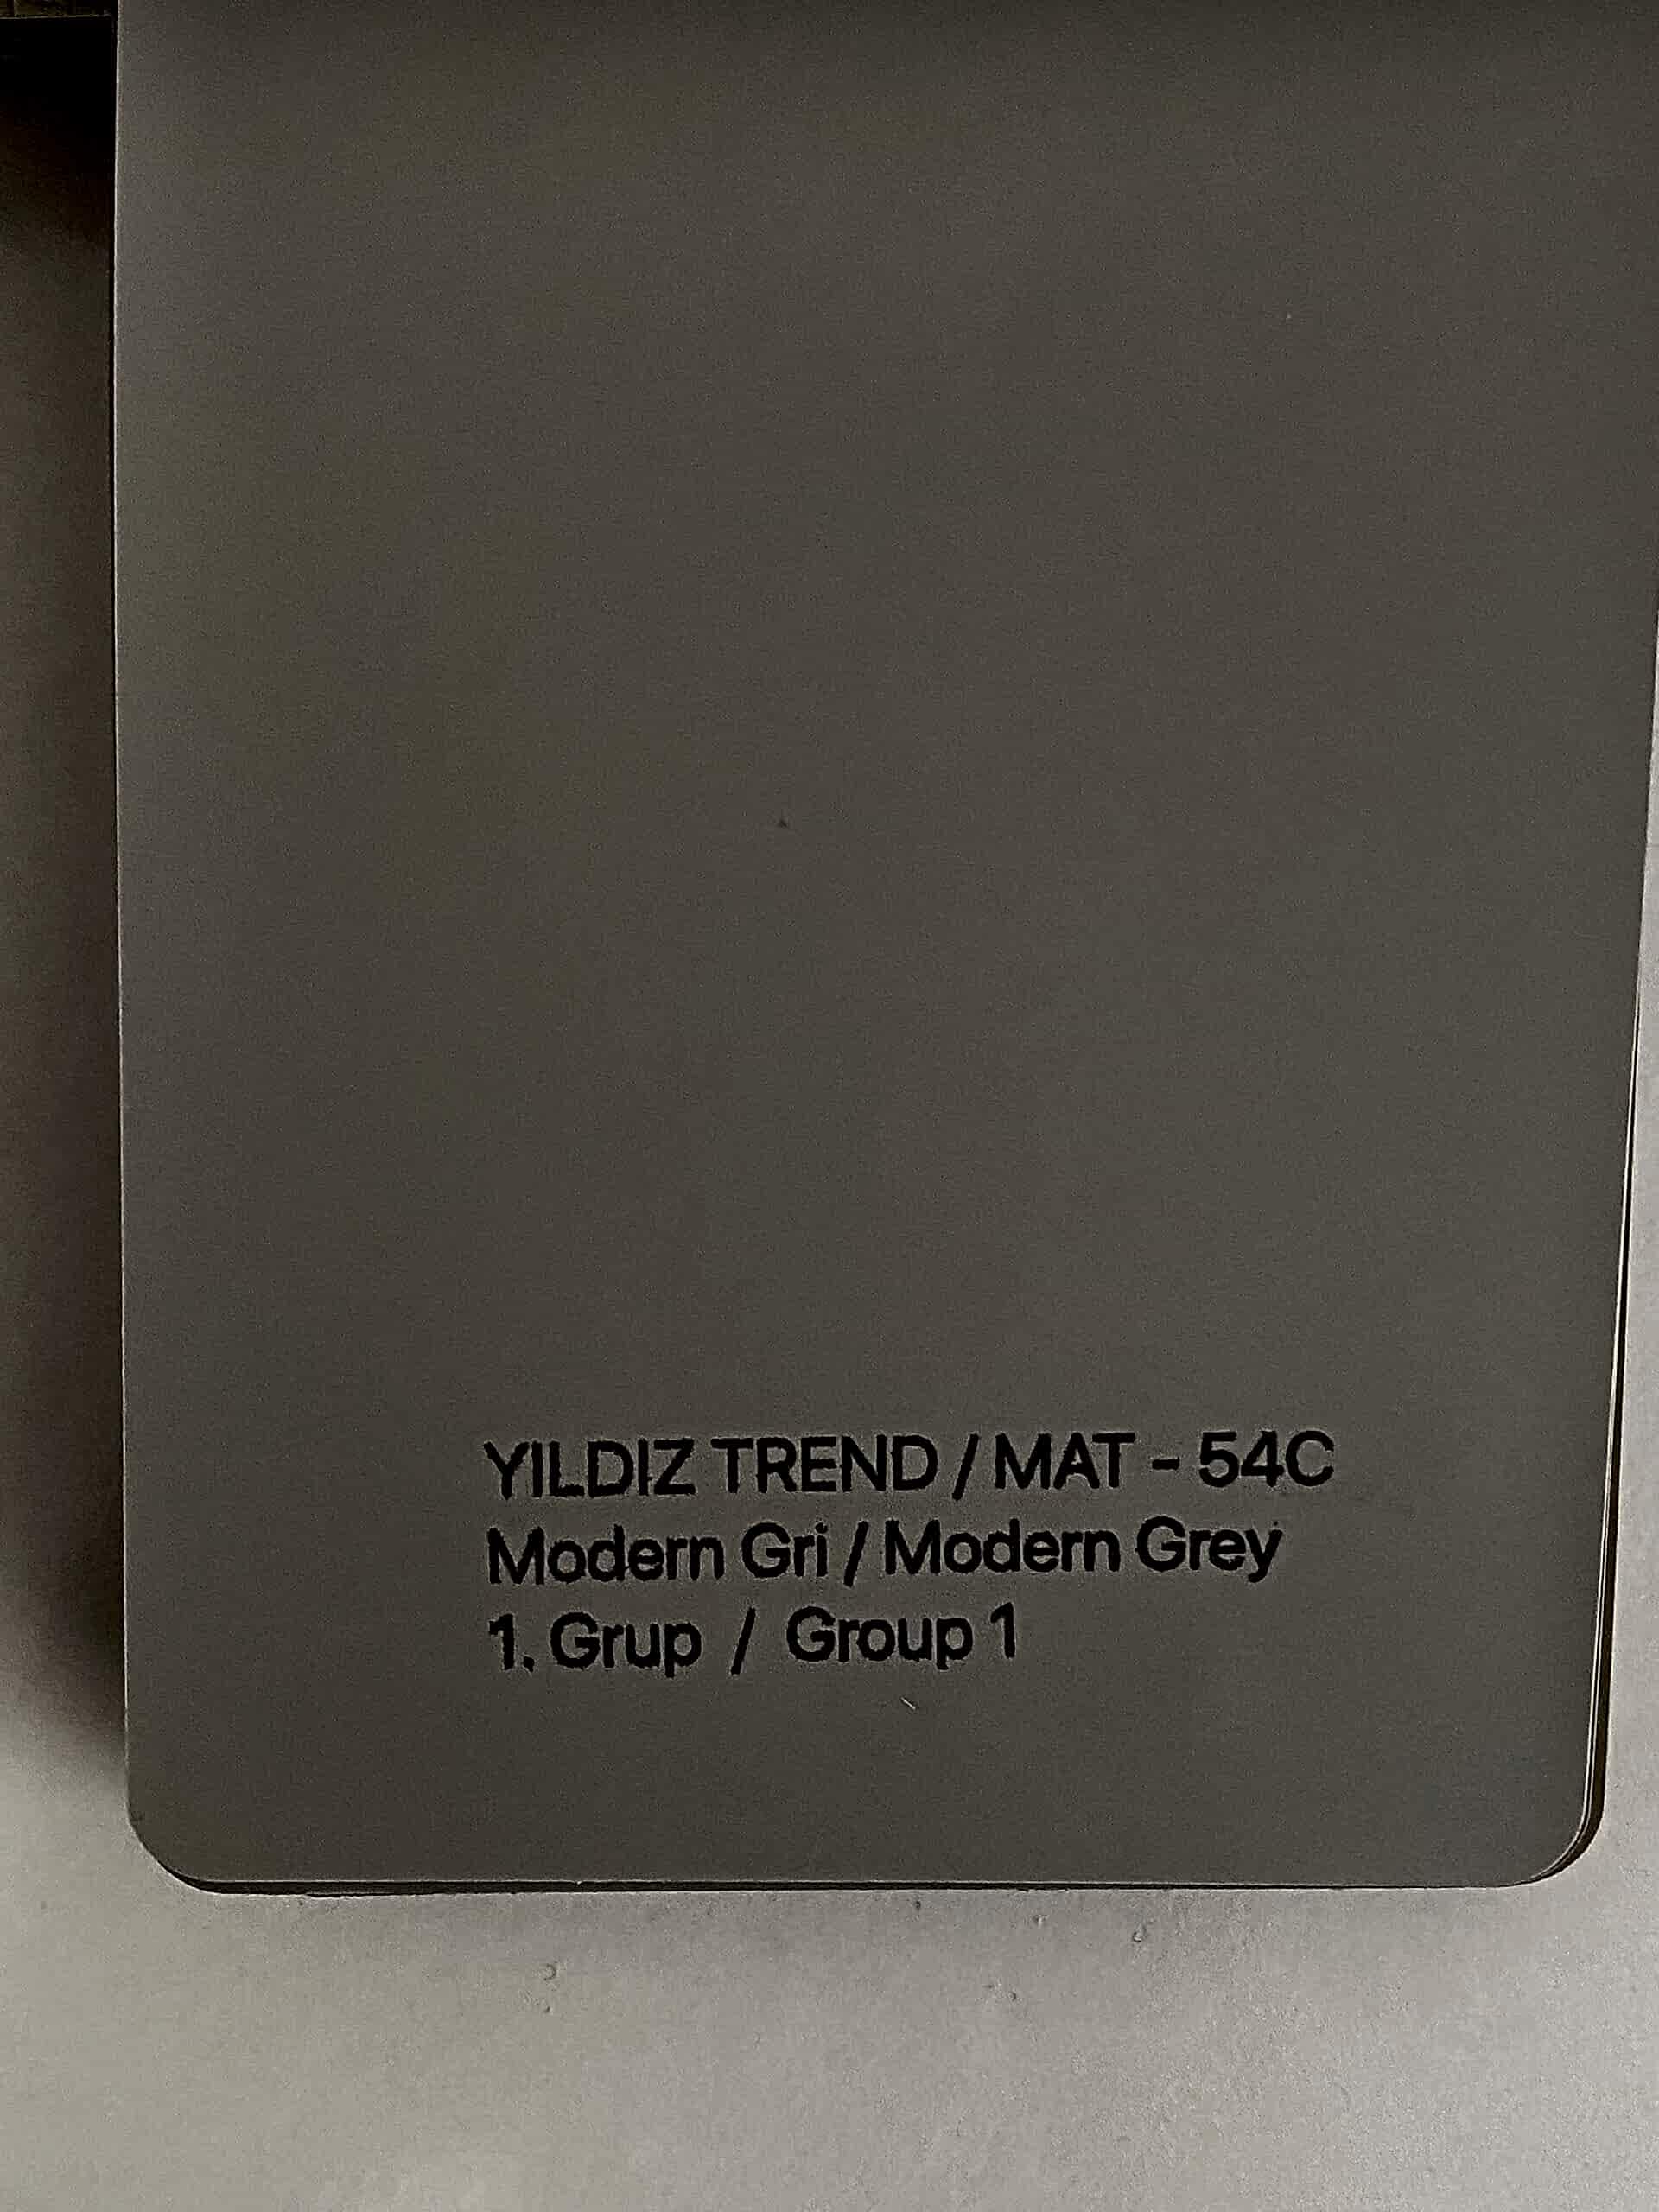 YILDIZ TREND / MAT - 54C
Modern Gri / Modern Grey
1. Grup / Group 1